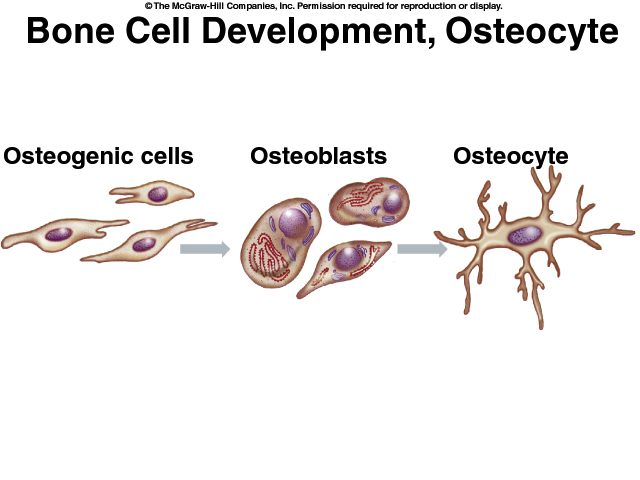 ©The McGraw-Hill Companies, Inc. Permission required for reproduction or display.
Bone Cell Development, Osteocyte
Osteogenic cells
Osteoblasts
Osteocyte